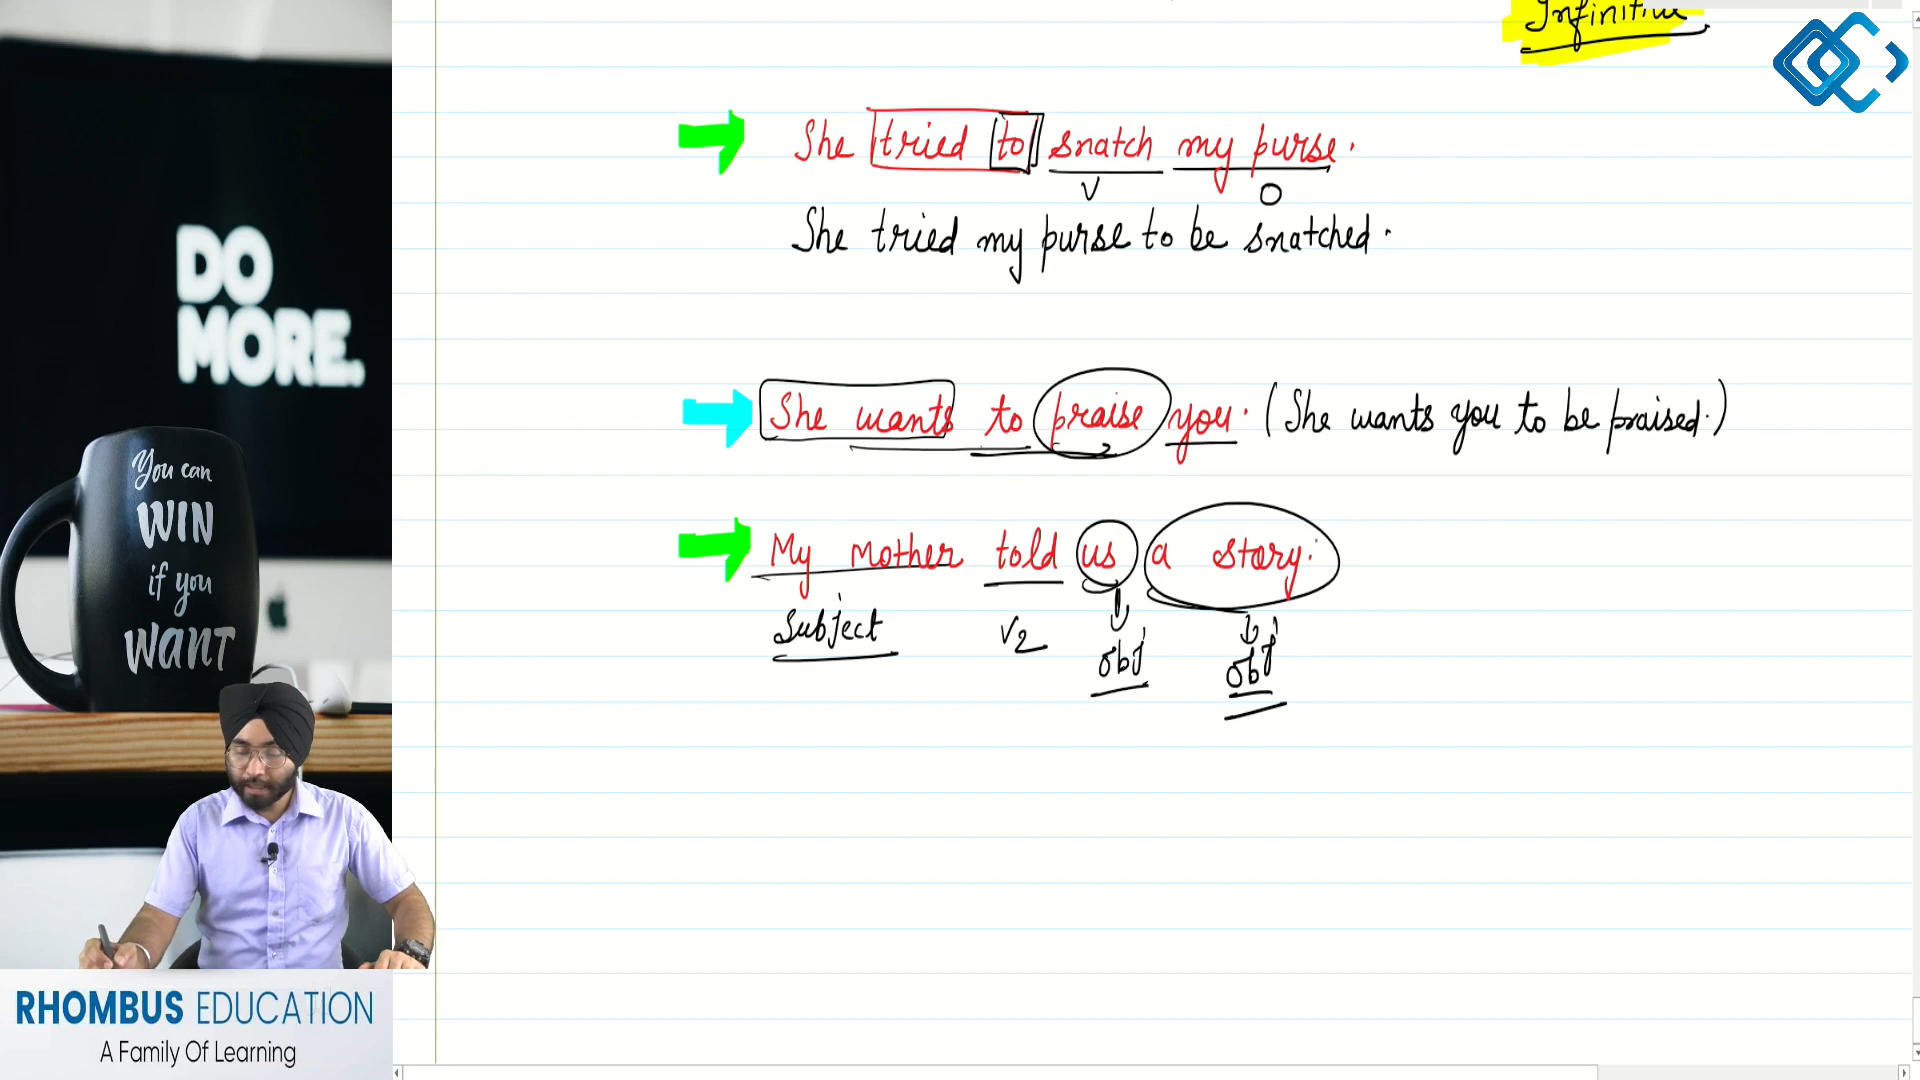 Infinitive
She tried to snatch my purse.
V O
She tried my purse to be snatched.
She wants to praise you. (She wants you to be praised.)
My mother told us a story.
Subject V2 obj obj
DO
MORE.
You can
WIN
if you
WANT
RHOMBUS EDUCATION
A Family Of Learning